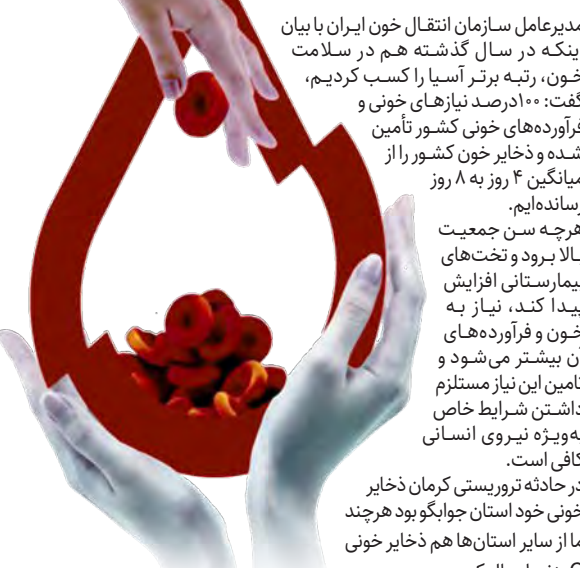 مدیرعامل سازمان انتقال خون ایران با بیان
اینکه در سال گذشته هم در سلامت
خون، رتبه برتر آسیا را کسب کردیم،
گفت: ۱۰۰درصد نیازهای خونی و
فرآورده‌های خونی کشور تأمین
شده و ذخایر خون کشور را از
میانگین ۴ روز به ۸ روز
رسانده‌ایم.
هرچه سن جمعیت
بالا برود و تخت‌های
بیمارستانی افزایش
پیدا کند، نیاز به
خون و فرآورده‌های
آن بیشتر می‌شود و
تامین این نیاز مستلزم
داشتن شرایط خاص
به‌ویژه نیروی انسانی
کافی است.
در حادثه تروریستی کرمان ذخایر
خونی خود استان جوابگو بود هرچند
ما از سایر استان‌ها هم ذخایر خونی